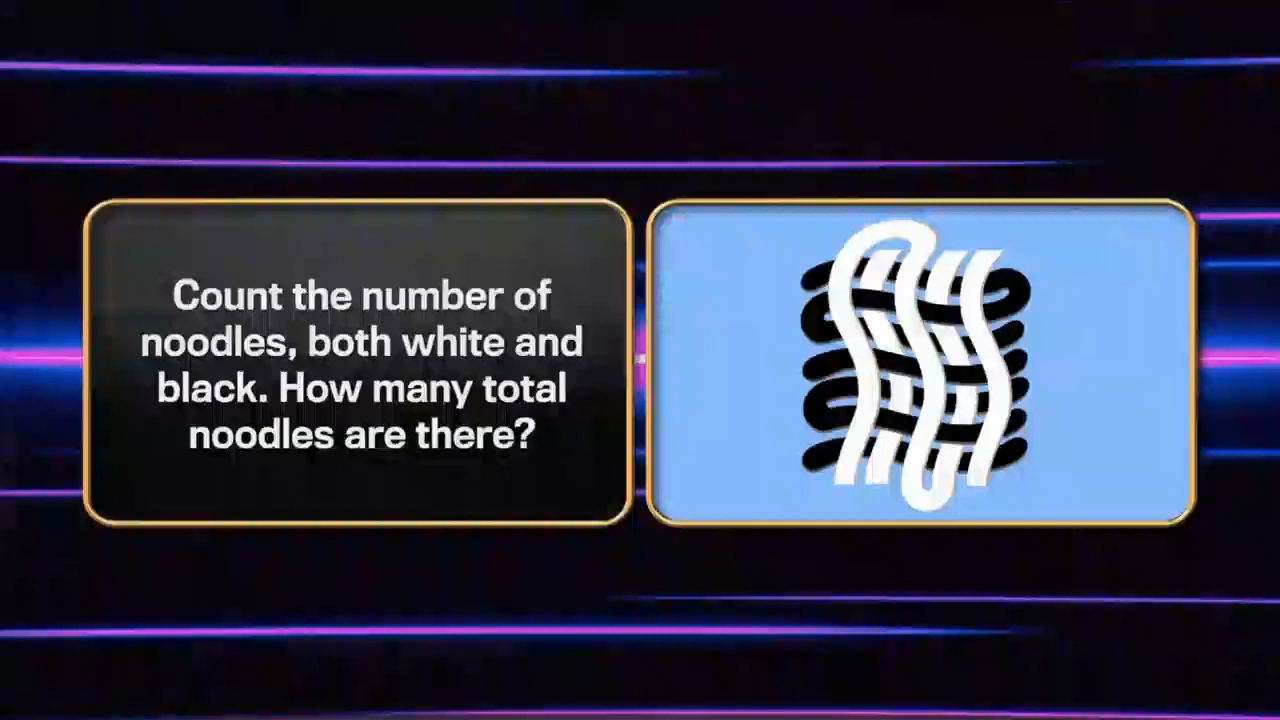 Count the number of
noodles, both white and
black. How many total
noodles are there?